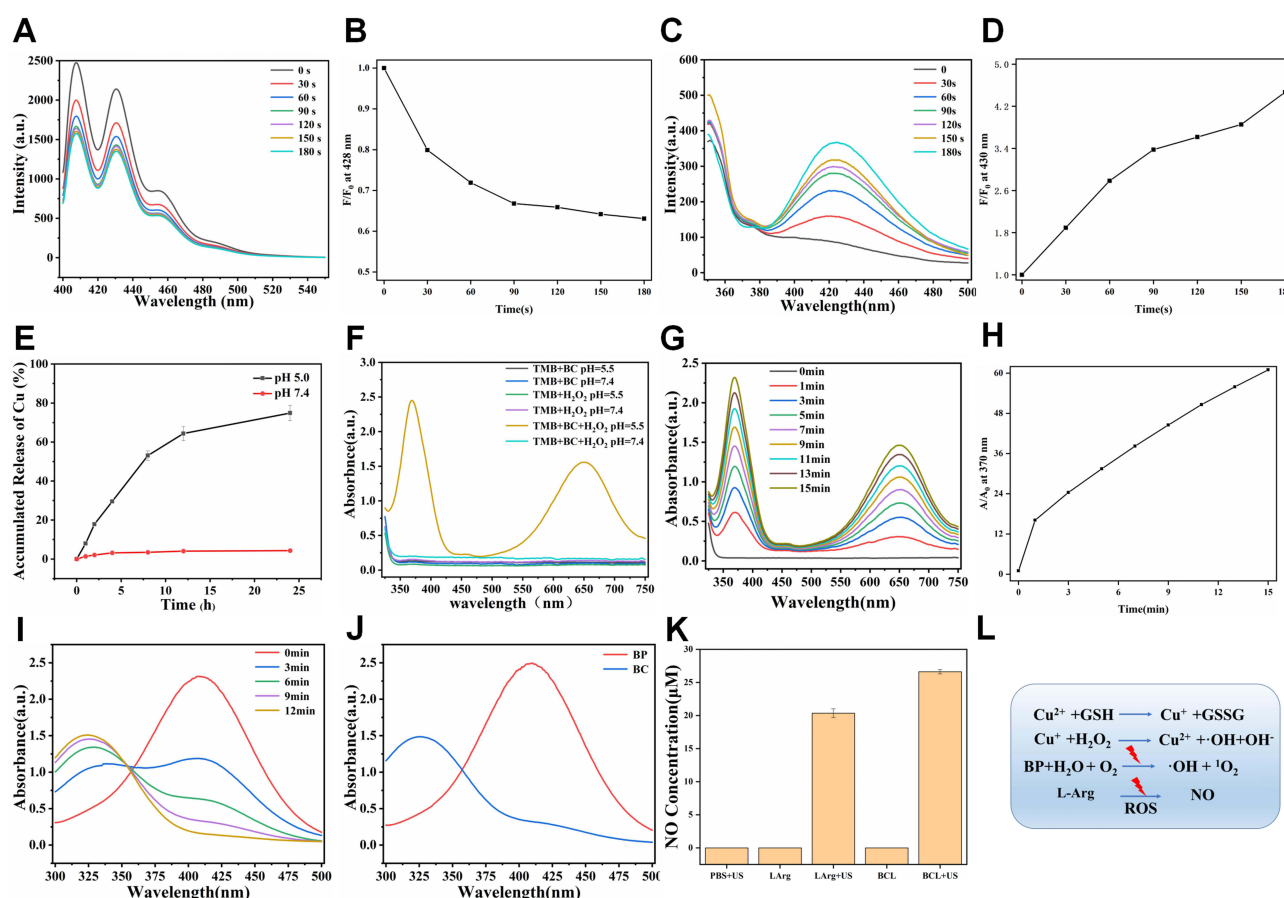 A
2500
2000
1500
1000
500
0
Intensity (a.u.)
400 420 440 460 480 500 520 540
Wavelength (nm)
0 s
30 s
60 s
90 s
120 s
150 s
180 s
B
1.0
0.9
0.8
0.7
0.6
0.5
F/F₀ at 428 nm
0 30 60 90 120 150 180
Time(s)
C
600
500
400
300
200
100
0
Intensity(a.u.)
360 380 400 420 440 460 480 500
Wavelength(nm)
0
30s
60s
90s
120s
150 s
180s
D
5.0
4.2
3.4
2.6
1.8
1.0
F/F₀ at 430 nm
0 30 60 90 120 150 180
Time(s)
E
100
80
60
40
20
0
Accumulated Release of Cu (%)
0 5 10 15 20 25
Time (h)
pH 5.0
pH 7.4
F
3.0
2.5
2.0
1.5
1.0
0.5
0.0
Absorbnce(a.u.)
350 400 450 500 550 600 650 700 750
wavelength（nm）
TMB+BC pH=5.5
TMB+BC pH=7.4
TMB+H₂O₂ pH=5.5
TMB+H₂O₂ pH=7.4
TMB+BC+H₂O₂ pH=5.5
TMB+BC+H₂O₂ pH=7.4
G
2.5
2.0
1.5
1.0
0.5
0.0
Abasorbance(a.u.)
350 400 450 500 550 600 650 700 750
Wavelength(nm)
0min
1min
3min
5min
7min
9min
11min
13min
15min
H
60
48
36
24
12
0
A/A₀ at 370 nm
0 3 6 9 12 15
Time(min)
I
2.5
2.0
1.5
1.0
0.5
0.0
Absorbance(a.u.)
300 325 350 375 400 425 450 475 500
Wavelength(nm)
0min
3min
6min
9min
12min
J
2.5
2.0
1.5
1.0
0.5
0.0
Absorbance(a.u.)
300 325 350 375 400 425 450 475 500
Wavelength(nm)
BP
BC
K
30
25
20
15
10
5
0
NO Concentration(μM)
PBS+US LArg LArg+US BCL BCL+US
L
Cu²⁺ +GSH → Cu⁺ +GSSG
Cu⁺ +H₂O₂ → Cu²⁺ +·OH+OH⁻
BP+H₂O + O₂ → ·OH + ¹O₂
L-Arg → NO
ROS